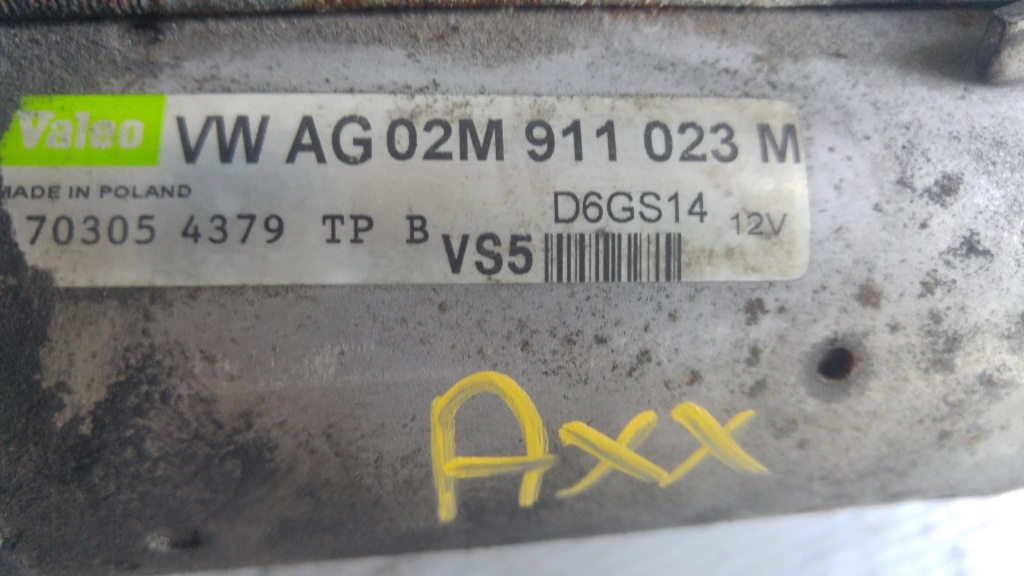 Valeo VW AG 02M 911 023 M
MADE IN POLAND
70305 4379 TP B VS5 D6GS14 12V
Axx